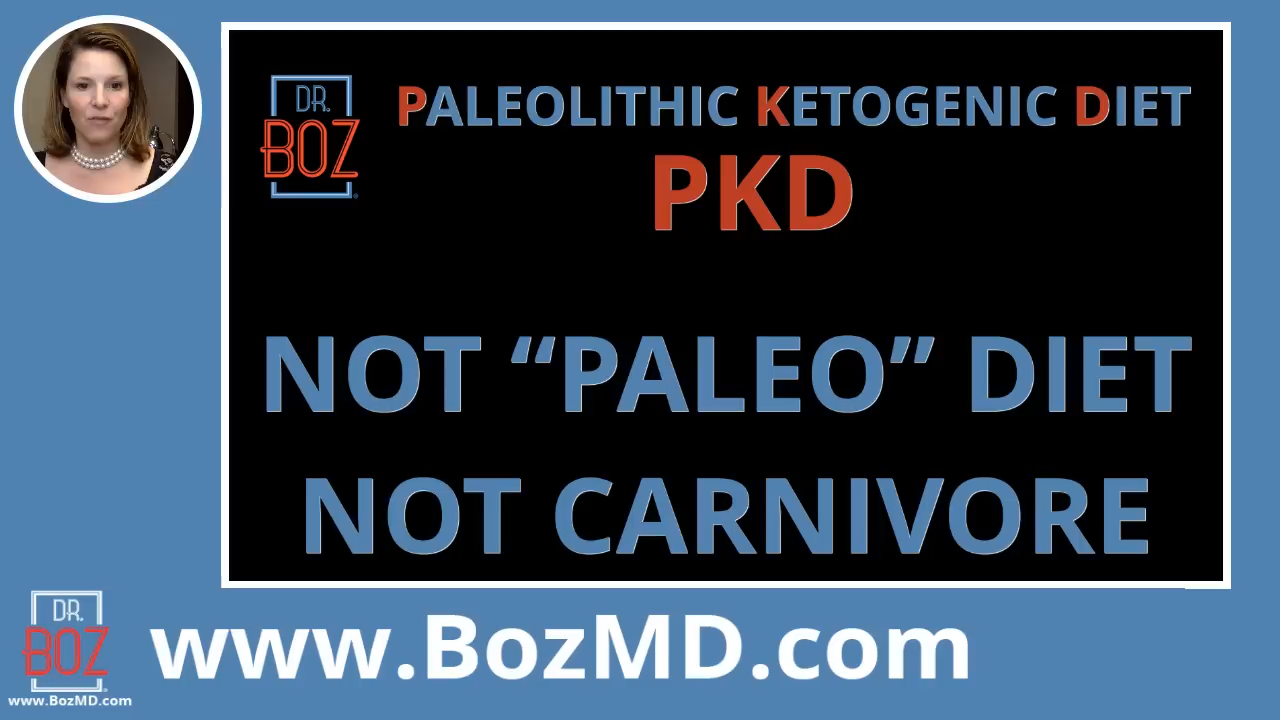 DR.
BOZ
PALEOLITHIC KETOGENIC DIET
PKD
NOT “PALEO” DIET
NOT CARNIVORE
DR.
BOZ
www.BozMD.com
www.BozMD.com